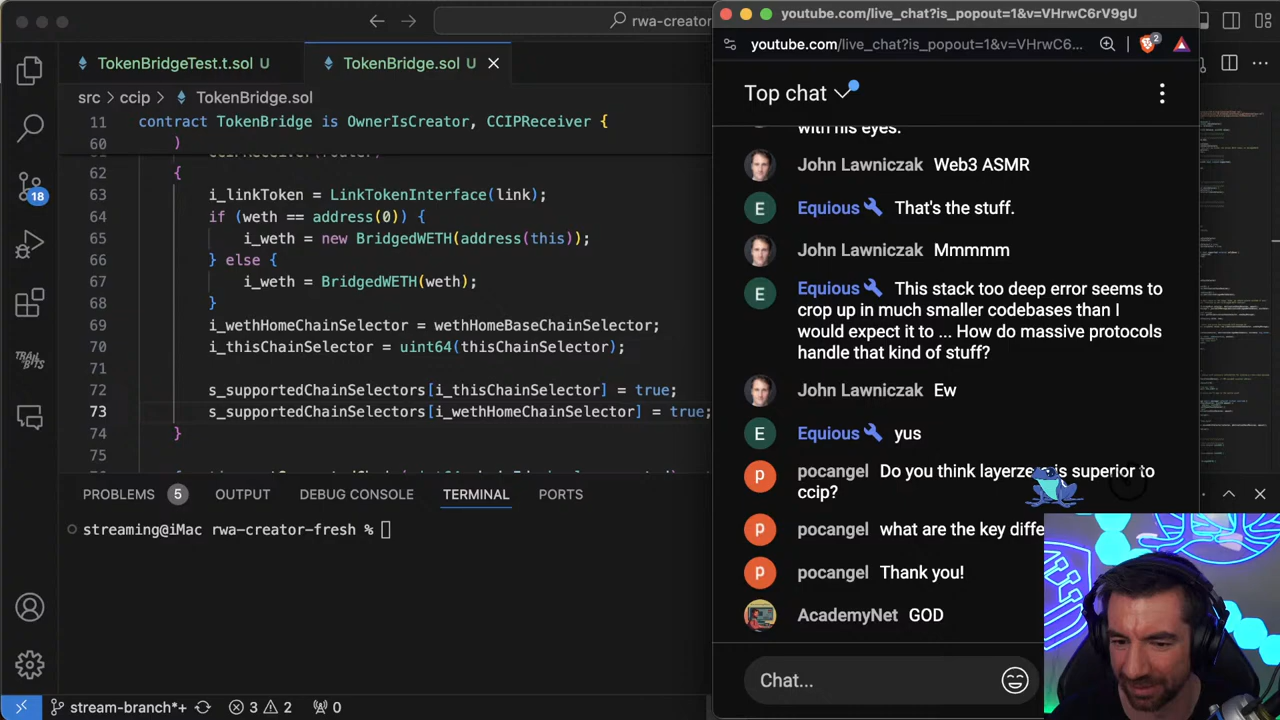 youtube.com/live_chat?is_popout=1&v=VHrwC6rV9gU
rwa-creator
youtube.com/live_chat?is_popout=1&v=VHrwC6...
2
TokenBridgeTest.t.sol U
TokenBridge.sol U
src > ccip > TokenBridge.sol
11 contract TokenBridge is OwnerIsCreator, CCIPReceiver {
60 )
62 {
63 i_linkToken = LinkTokenInterface(link);
64 if (weth == address(0)) {
65 i_weth = new BridgedWETH(address(this));
66 } else {
67 i_weth = BridgedWETH(weth);
68 }
69 i_wethHomeChainSelector = wethHomeChainSelector;
70 i_thisChainSelector = uint64(thisChainSelector);
71
72 s_supportedChainSelectors[i_thisChainSelector] = true;
73 s_supportedChainSelectors[i_wethHomeChainSelector] = true;
74 }
75
18
TRAIL OF BITS
PROBLEMS 5 OUTPUT DEBUG CONSOLE TERMINAL PORTS
streaming@iMac rwa-creator-fresh %
stream-branch*+ 3 2 0
Top chat
with his eyes.
John Lawniczak Web3 ASMR
E Equious That's the stuff.
John Lawniczak Mmmmm
E Equious This stack too deep error seems to
crop up in much smaller codebases than I
would expect it to . . How do massive protocols
handle that kind of stuff?
John Lawniczak Ew
E Equious yus
p pocangel Do you think layerze is superior to
ccip?
p pocangel what are the key diffe
p pocangel Thank you!
AcademyNet GOD
Chat...